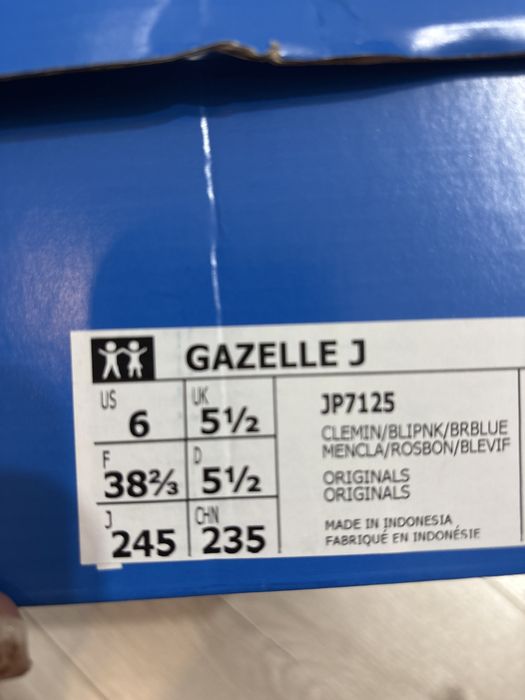 GAZELLE J
US 6
UK 5½
F 38⅔
D 5½
J 245
CHN 235
JP7125
CLEMIN/BLIPNK/BRBLUE
MENCLA/ROSBON/BLEVIF
ORIGINALS
ORIGINALS
MADE IN INDONESIA
FABRIQUÉ EN INDONÉSIE